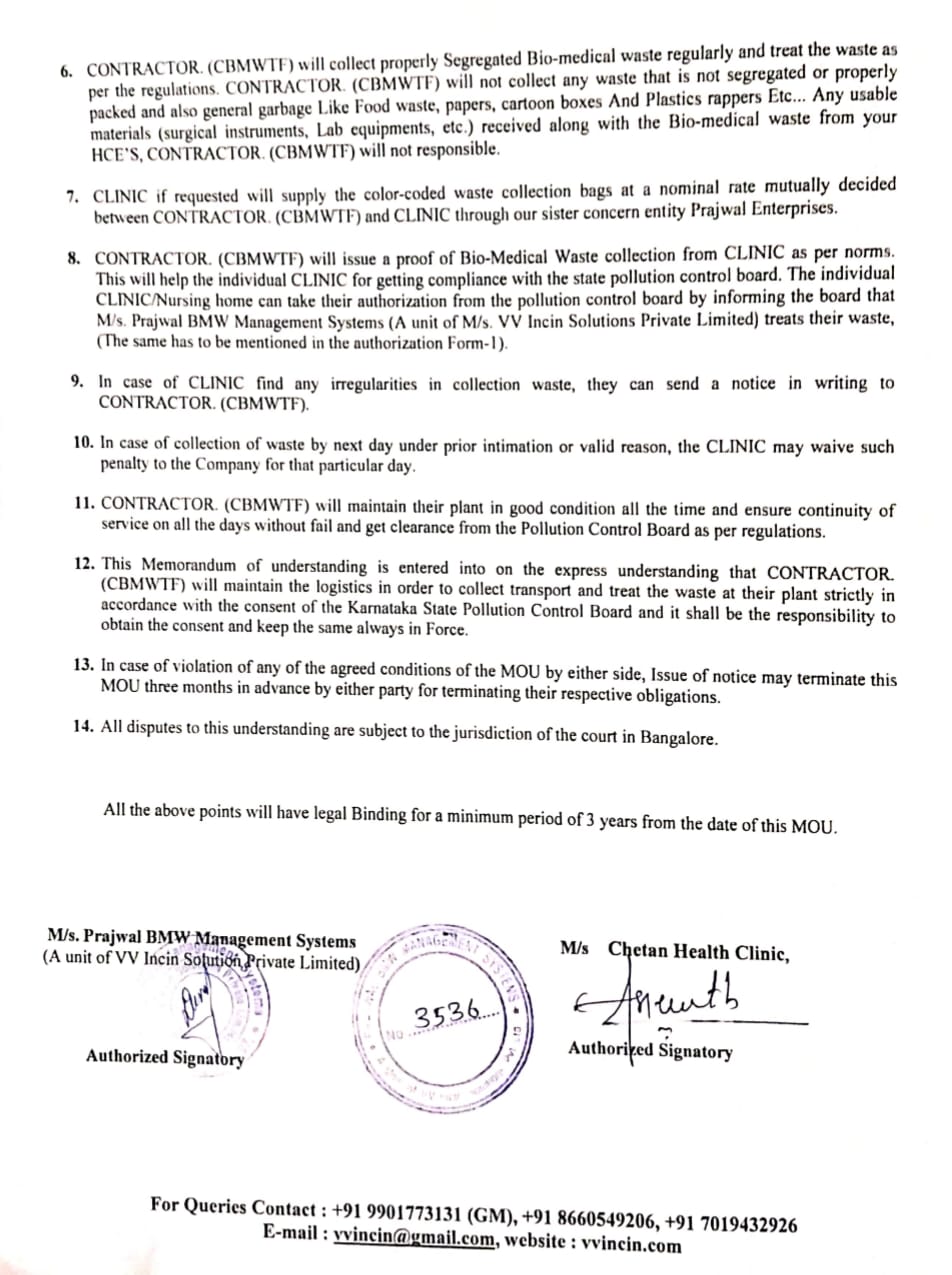 6. CONTRACTOR. (CBMWTF) will collect properly Segregated Bio-medical waste regularly and treat the waste as
per the regulations. CONTRACTOR. (CBMWTF) will not collect any waste that is not segregated or properly
packed and also general garbage Like Food waste, papers, cartoon boxes And Plastics rappers Etc... Any usable
materials (surgical instruments, Lab equipments, etc.) received along with the Bio-medical waste from your
HCE'S, CONTRACTOR. (CBMWTF) will not responsible.
7. CLINIC if requested will supply the color-coded waste collection bags at a nominal rate mutually decided
between CONTRACTOR. (CBMWTF) and CLINIC through our sister concern entity Prajwal Enterprises.
8. CONTRACTOR. (CBMWTF) will issue a proof of Bio-Medical Waste collection from CLINIC as per norms.
This will help the individual CLINIC for getting compliance with the state pollution control board. The individual
CLINIC/Nursing home can take their authorization from the pollution control board by informing the board that
M/s. Prajwal BMW Management Systems (A unit of M/s. VV Incin Solutions Private Limited) treats their waste,
(The same has to be mentioned in the authorization Form-1).
9. In case of CLINIC find any irregularities in collection waste, they can send a notice in writing to
CONTRACTOR. (CBMWTF).
10. In case of collection of waste by next day under prior intimation or valid reason, the CLINIC may waive such
penalty to the Company for that particular day.
11. CONTRACTOR. (CBMWTF) will maintain their plant in good condition all the time and ensure continuity of
service on all the days without fail and get clearance from the Pollution Control Board as per regulations.
12. This Memorandum of understanding is entered into on the express understanding that CONTRACTOR.
(CBMWTF) will maintain the logistics in order to collect transport and treat the waste at their plant strictly in
accordance with the consent of the Karnataka State Pollution Control Board and it shall be the responsibility to
obtain the consent and keep the same always in Force.
13. In case of violation of any of the agreed conditions of the MOU by either side, Issue of notice may terminate this
MOU three months in advance by either party for terminating their respective obligations.
14. All disputes to this understanding are subject to the jurisdiction of the court in Bangalore.
All the above points will have legal Binding for a minimum period of 3 years from the date of this MOU.
M/s. Prajwal BMW Management Systems
(A unit of VV Incin Solution Private Limited)
Authorized Signatory
MANAGEMENT SYSTEMS
No. 3536
M/s Chetan Health Clinic,
Authorized Signatory
For Queries Contact : +91 9901773131 (GM), +91 8660549206, +91 7019432926
E-mail : vvincin@gmail.com, website : vvincin.com